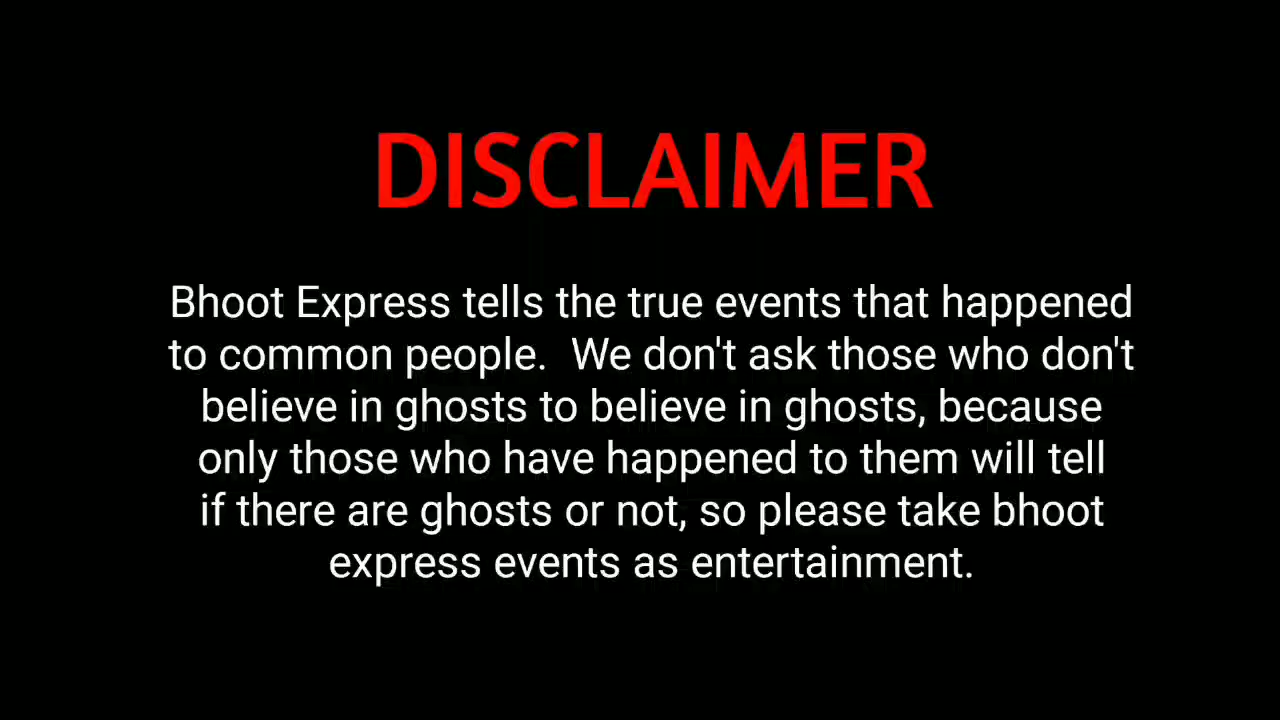 DISCLAIMER
Bhoot Express tells the true events that happened
to common people.  We don't ask those who don't
believe in ghosts to believe in ghosts, because
only those who have happened to them will tell
if there are ghosts or not, so please take bhoot
express events as entertainment.